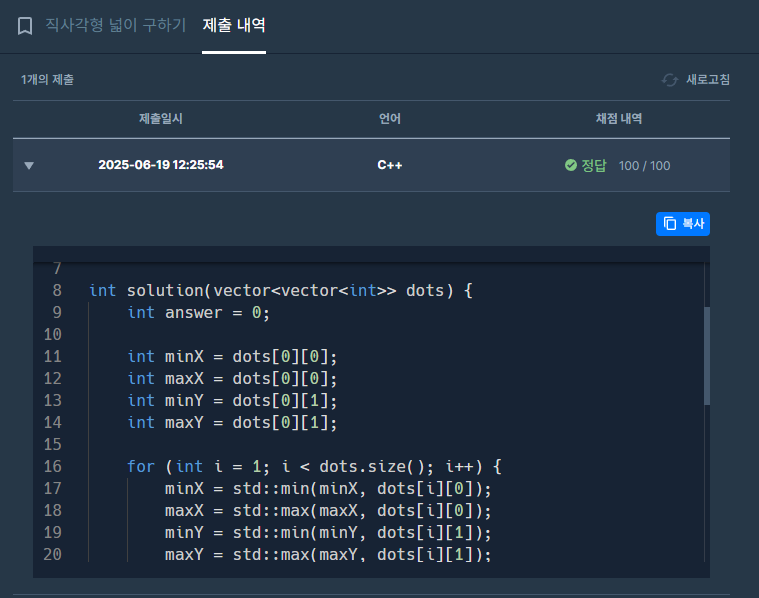 직사각형 넓이 구하기 제출 내역
1개의 제출 새로고침
제출일시 언어 채점 내역
2025-06-19 12:25:54 C++ 정답 100 / 100
복사
7
8 int solution(vector<vector<int>> dots) {
9 int answer = 0;
10
11 int minX = dots[0][0];
12 int maxX = dots[0][0];
13 int minY = dots[0][1];
14 int maxY = dots[0][1];
15
16 for (int i = 1; i < dots.size(); i++) {
17 minX = std::min(minX, dots[i][0]);
18 maxX = std::max(maxX, dots[i][0]);
19 minY = std::min(minY, dots[i][1]);
20 maxY = std::max(maxY, dots[i][1]);